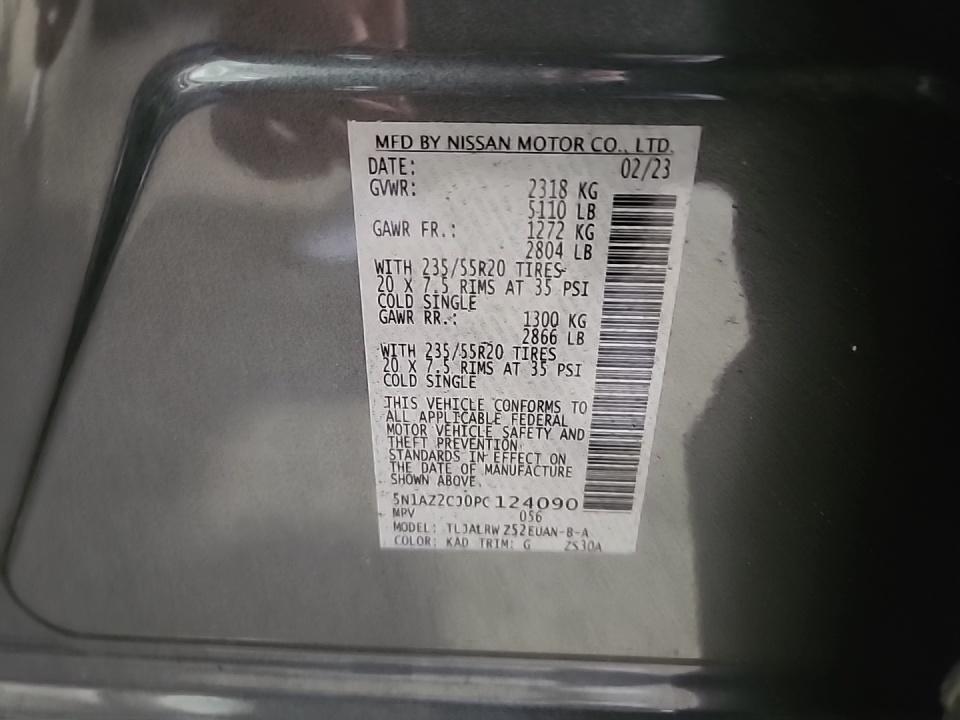 MFD BY NISSAN MOTOR CO., LTD.
DATE: 02/23
GVWR: 2318 KG
5110 LB
GAWR FR.: 1272 KG
2804 LB
WITH 235/55R20 TIRES
20 X 7.5 RIMS AT 35 PSI
COLD SINGLE
GAWR RR.: 1300 KG
2866 LB
WITH 235/55R20 TIRES
20 X 7.5 RIMS AT 35 PSI
COLD SINGLE
THIS VEHICLE CONFORMS TO
ALL APPLICABLE FEDERAL
MOTOR VEHICLE SAFETY AND
THEFT PREVENTION
STANDARDS IN EFFECT ON
THE DATE OF MANUFACTURE
SHOWN ABOVE.
124090
MPV 056
MODEL: TLJALRW Z52EUAN-B-A
COLOR: KAD TRIM: G